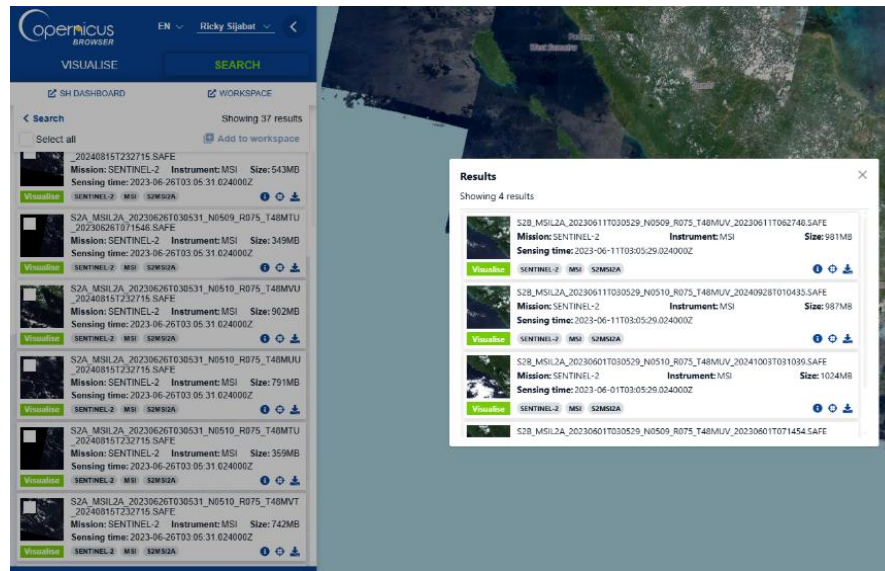 Copernicus
BROWSER
EN
Ricky Sijabat
VISUALISE
SEARCH
SH DASHBOARD
WORKSPACE
Search
Showing 37 results
Select all
Add to workspace
_20240815T232715.SAFE
Mission: SENTINEL-2 Instrument: MSI Size: 543MB
Sensing time: 2023-06-26T03:05:31.024000Z
Visualise SENTINEL-2 MSI S2MSI2A
S2A_MSIL2A_20230626T030531_N0509_R075_T48MTU
_20230626T071546.SAFE
Mission: SENTINEL-2 Instrument: MSI Size: 349MB
Sensing time: 2023-06-26T03:05:31.024000Z
Visualise SENTINEL-2 MSI S2MSI2A
S2A_MSIL2A_20230626T030531_N0510_R075_T48MVU
_20240815T232715.SAFE
Mission: SENTINEL-2 Instrument: MSI Size: 902MB
Sensing time: 2023-06-26T03:05:31.024000Z
Visualise SENTINEL-2 MSI S2MSI2A
S2A_MSIL2A_20230626T030531_N0510_R075_T48MUU
_20240815T232715.SAFE
Mission: SENTINEL-2 Instrument: MSI Size: 791MB
Sensing time: 2023-06-26T03:05:31.024000Z
Visualise SENTINEL-2 MSI S2MSI2A
S2A_MSIL2A_20230626T030531_N0510_R075_T48MTU
_20240815T232715.SAFE
Mission: SENTINEL-2 Instrument: MSI Size: 359MB
Sensing time: 2023-06-26T03:05:31.024000Z
Visualise SENTINEL-2 MSI S2MSI2A
S2A_MSIL2A_20230626T030531_N0510_R075_T48MVT
_20240815T232715.SAFE
Mission: SENTINEL-2 Instrument: MSI Size: 742MB
Sensing time: 2023-06-26T03:05:31.024000Z
Visualise SENTINEL-2 MSI S2MSI2A
West Sumatra
Results
Showing 4 results
S2B_MSIL2A_20230611T030529_N0509_R075_T48MUV_20230611T062748.SAFE
Mission: SENTINEL-2 Instrument: MSI Size: 981MB
Sensing time: 2023-06-11T03:05:29.024000Z
Visualise SENTINEL-2 MSI S2MSI2A
S2B_MSIL2A_20230611T030529_N0510_R075_T48MUV_20240928T010435.SAFE
Mission: SENTINEL-2 Instrument: MSI Size: 987MB
Sensing time: 2023-06-11T03:05:29.024000Z
Visualise SENTINEL-2 MSI S2MSI2A
S2B_MSIL2A_20230601T030529_N0510_R075_T48MUV_20241003T031039.SAFE
Mission: SENTINEL-2 Instrument: MSI Size: 1024MB
Sensing time: 2023-06-01T03:05:29.024000Z
Visualise SENTINEL-2 MSI S2MSI2A
S2B_MSIL2A_20230601T030529_N0509_R075_T48MUV_20230601T071454.SAFE